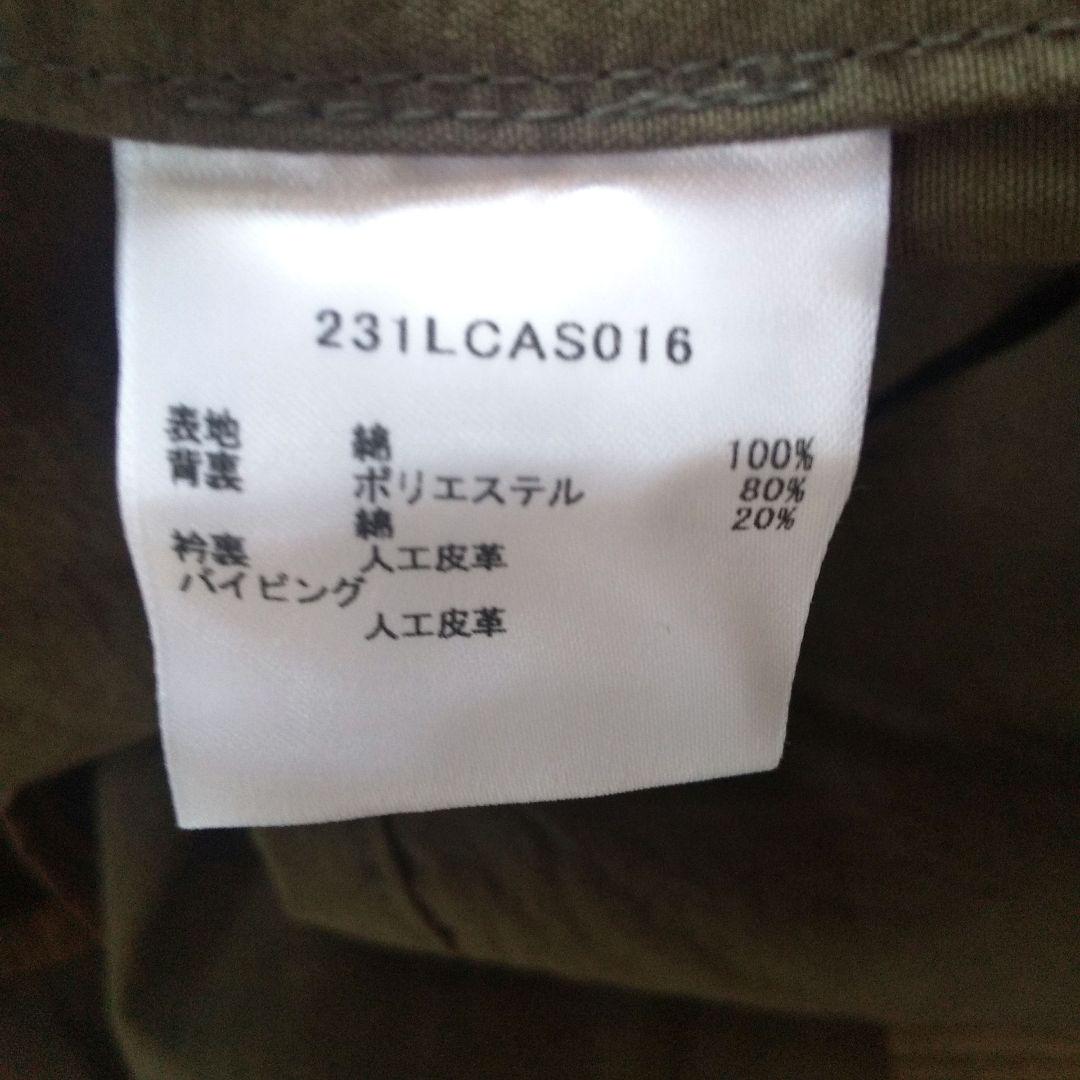 231LCAS016
表地 綿 100%
背裏 ポリエステル 80%
綿 20%
衿裏 人工皮革
パイピング
人工皮革